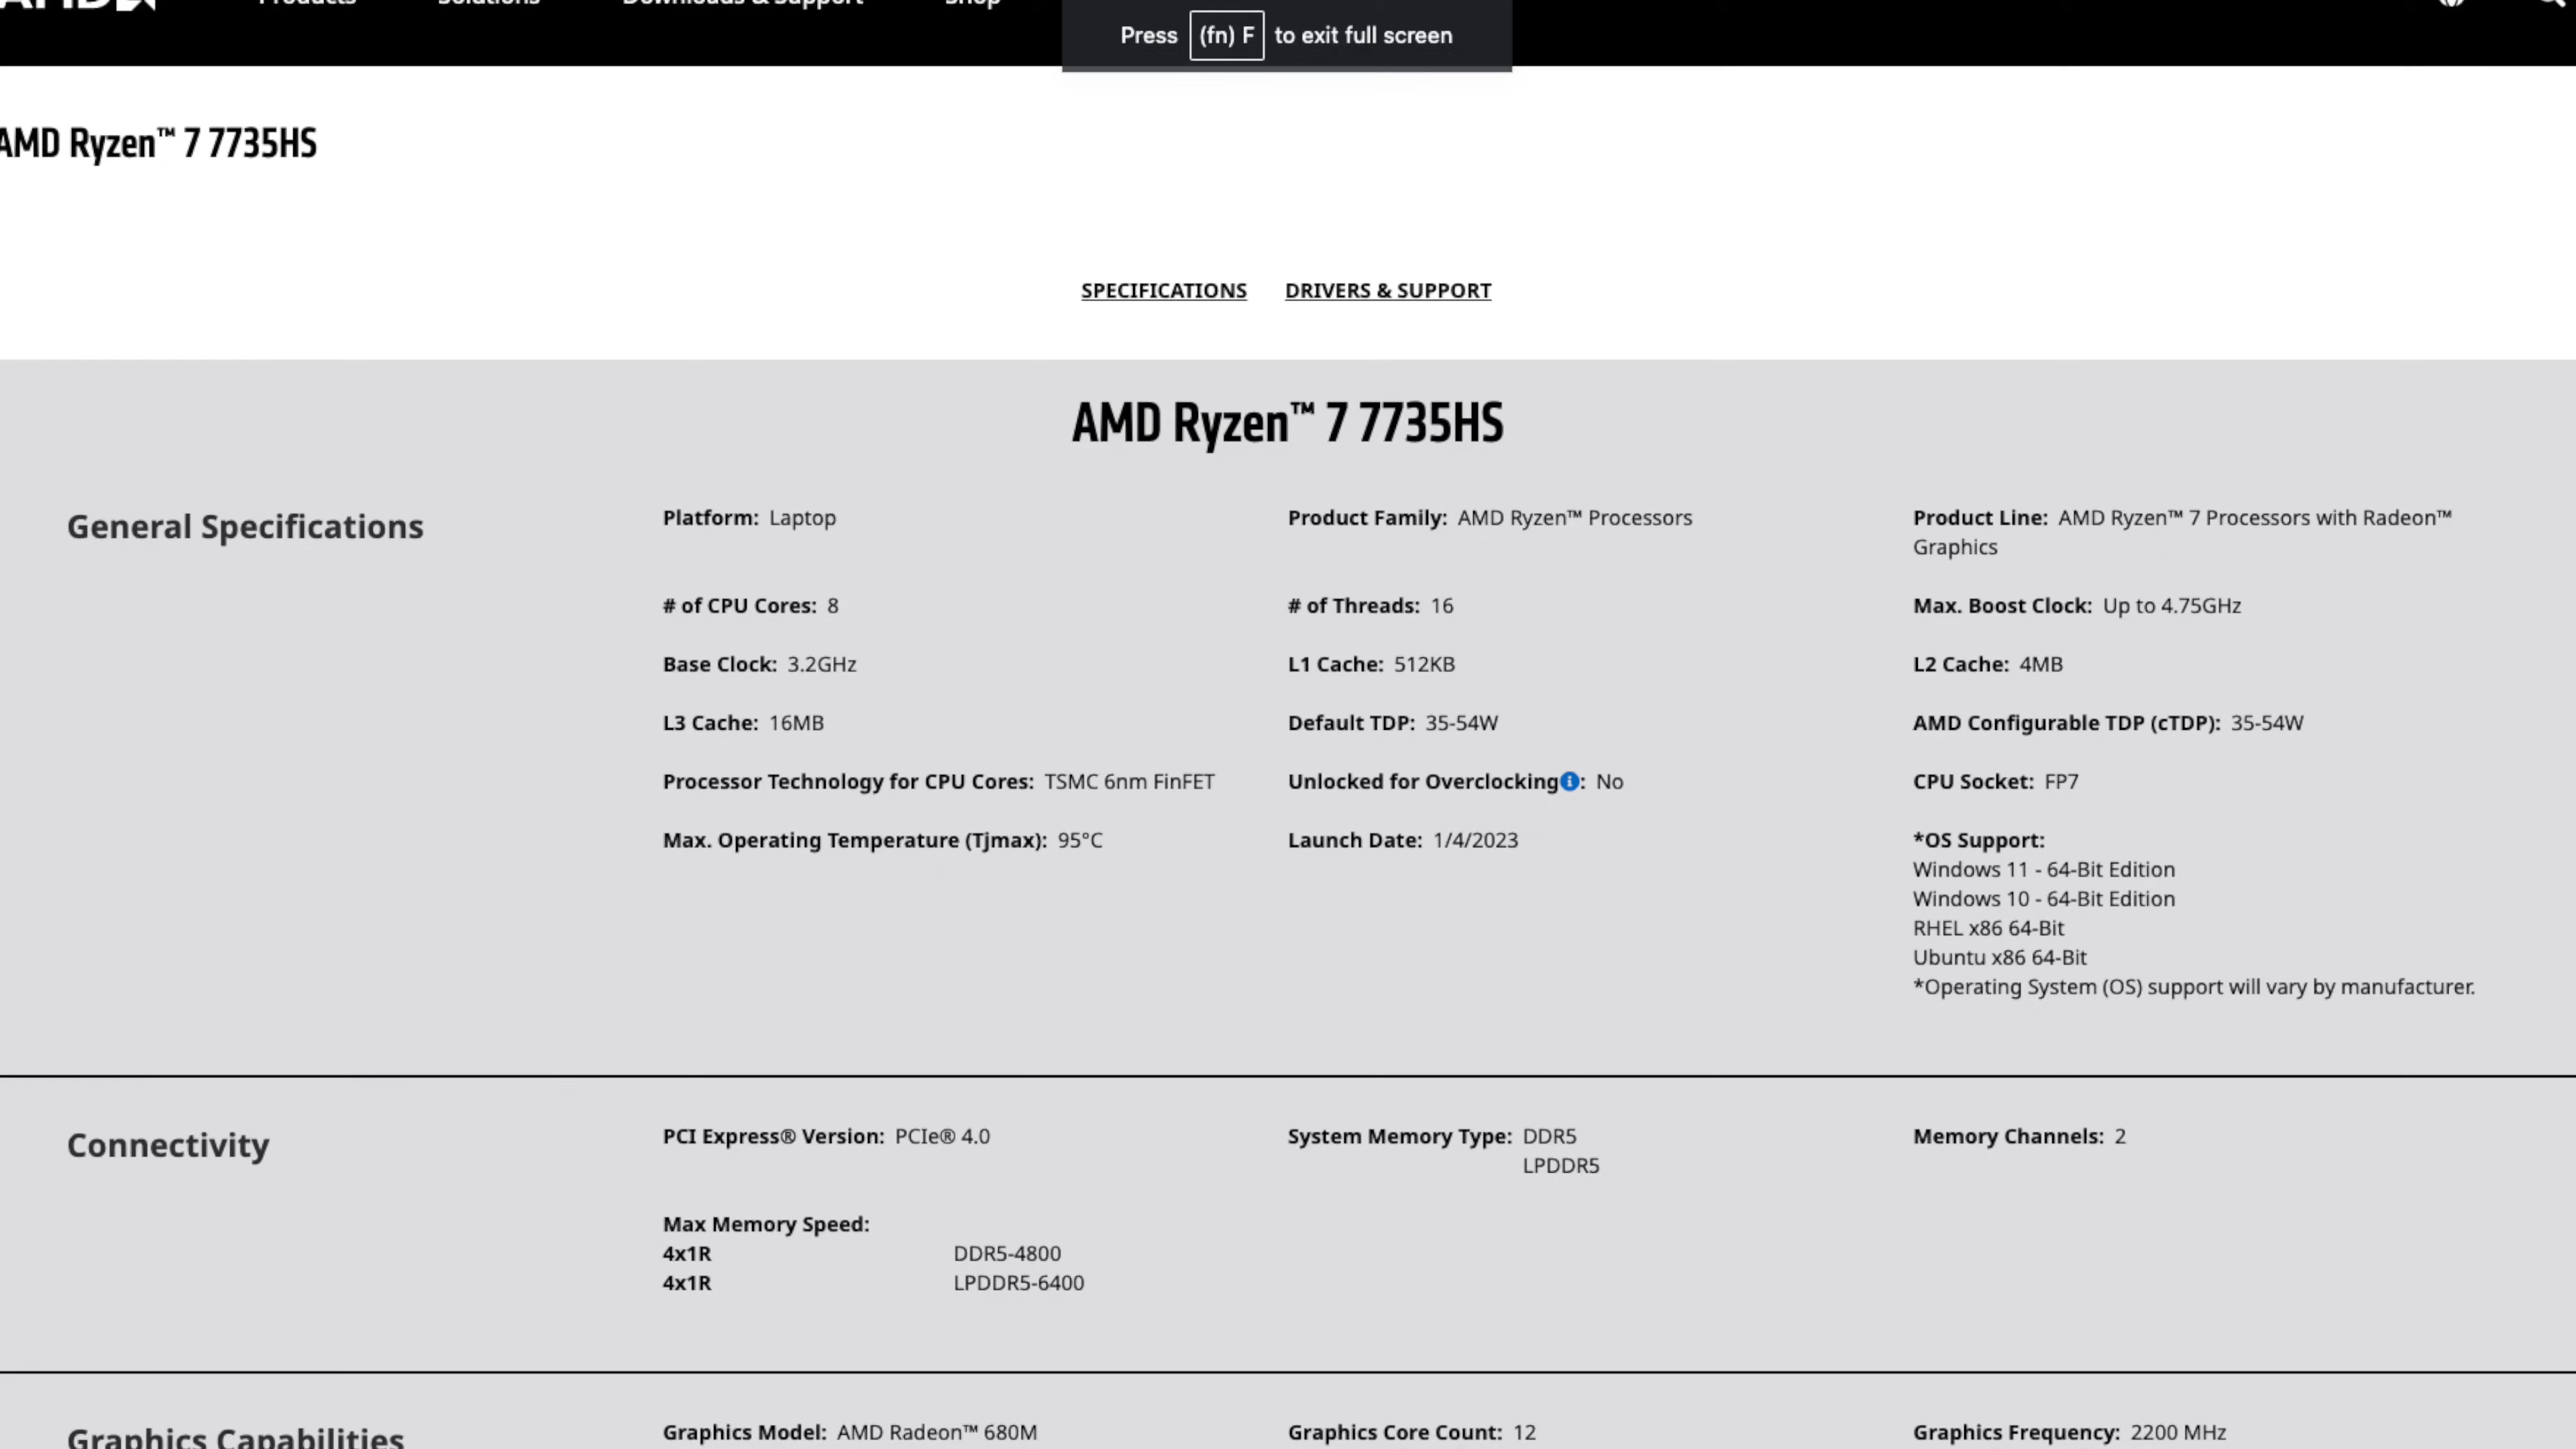 AMD Products Solutions Downloads & Support Shop
Press (fn) F to exit full screen
AMD Ryzen™ 7 7735HS
SPECIFICATIONS DRIVERS & SUPPORT
AMD Ryzen™ 7 7735HS
General Specifications
Platform: Laptop
Product Family: AMD Ryzen™ Processors
Product Line: AMD Ryzen™ 7 Processors with Radeon™
Graphics
# of CPU Cores: 8
# of Threads: 16
Max. Boost Clock: Up to 4.75GHz
Base Clock: 3.2GHz
L1 Cache: 512KB
L2 Cache: 4MB
L3 Cache: 16MB
Default TDP: 35-54W
AMD Configurable TDP (cTDP): 35-54W
Processor Technology for CPU Cores: TSMC 6nm FinFET
Unlocked for Overclocking: No
CPU Socket: FP7
Max. Operating Temperature (Tjmax): 95°C
Launch Date: 1/4/2023
*OS Support:
Windows 11 - 64-Bit Edition
Windows 10 - 64-Bit Edition
RHEL x86 64-Bit
Ubuntu x86 64-Bit
*Operating System (OS) support will vary by manufacturer.
Connectivity
PCI Express® Version: PCIe® 4.0
System Memory Type: DDR5
LPDDR5
Memory Channels: 2
Max Memory Speed:
4x1R DDR5-4800
4x1R LPDDR5-6400
Graphics Capabilities
Graphics Model: AMD Radeon™ 680M
Graphics Core Count: 12
Graphics Frequency: 2200 MHz